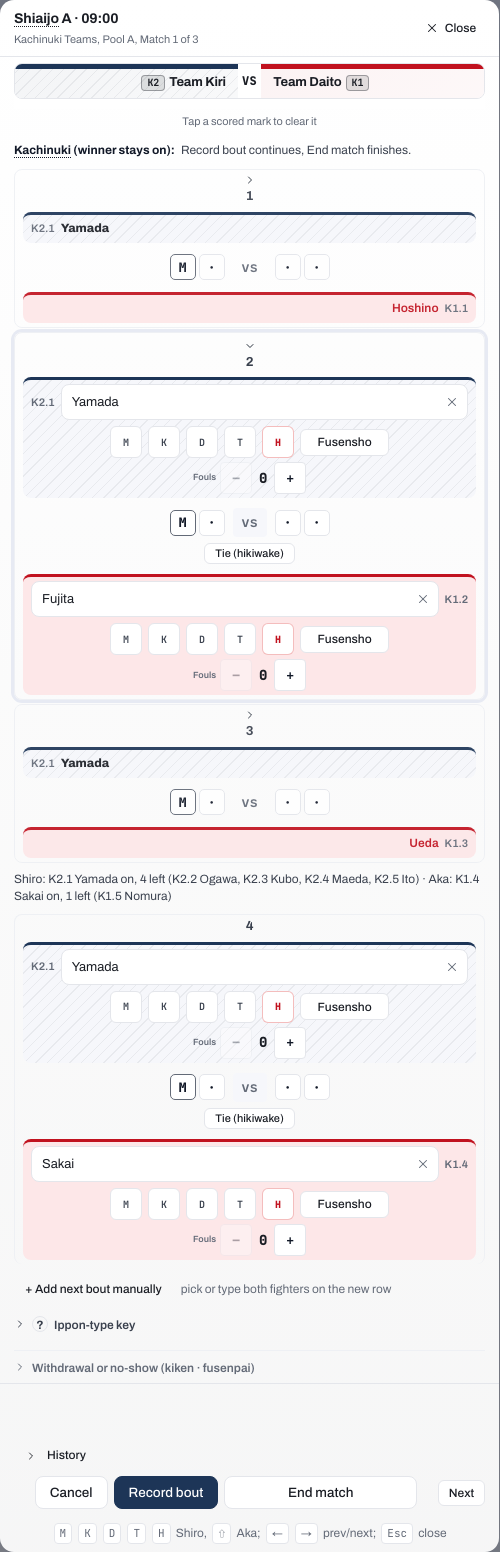 Shiaijo A · 09:00
Close
Kachinuki Teams, Pool A, Match 1 of 3
K2 Team Kiri VS Team Daito K1
Tap a scored mark to clear it
Kachinuki (winner stays on): Record bout continues, End match finishes.
1
K2.1 Yamada
M · vs · ·
Hoshino K1.1
2
K2.1 Yamada
M K D T H Fusensho
Fouls − 0 +
M · vs · ·
Tie (hikiwake)
Fujita K1.2
M K D T H Fusensho
Fouls − 0 +
3
K2.1 Yamada
M · vs · ·
Ueda K1.3
Shiro: K2.1 Yamada on, 4 left (K2.2 Ogawa, K2.3 Kubo, K2.4 Maeda, K2.5 Ito) · Aka: K1.4
Sakai on, 1 left (K1.5 Nomura)
4
K2.1 Yamada
M K D T H Fusensho
Fouls − 0 +
M · vs · ·
Tie (hikiwake)
Sakai K1.4
M K D T H Fusensho
Fouls − 0 +
+ Add next bout manually pick or type both fighters on the new row
? Ippon-type key
Withdrawal or no-show (kiken · fusenpai)
History
Cancel Record bout End match Next
M K D T H Shiro, ⇧ Aka; ← → prev/next; Esc close